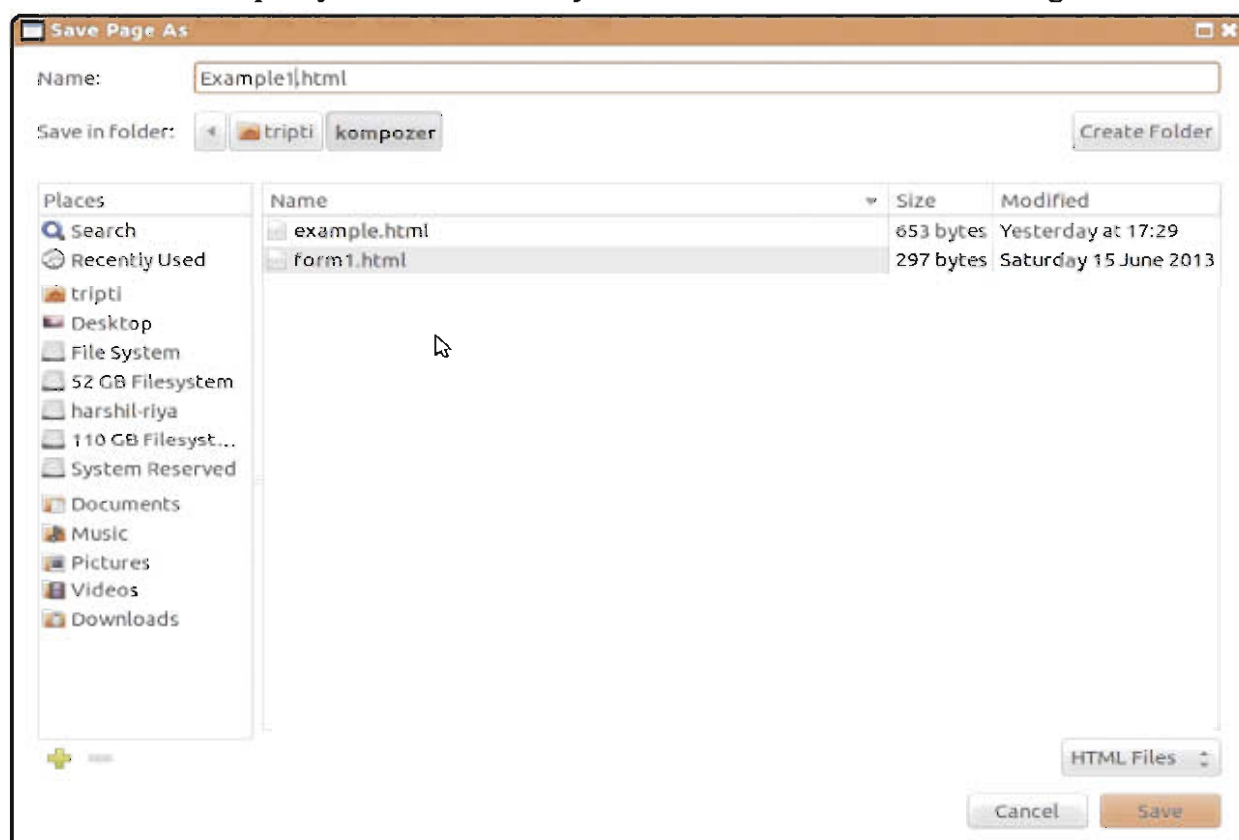 Save Page As
Name: Example1.html
Save in folder: tripti kompozer Create Folder
Places Name Size Modified
Search example.html 653 bytes Yesterday at 17:29
Recently Used form1.html 297 bytes Saturday 15 June 2013
tripti
Desktop
File System
52 GB Filesystem
harshil-riya
110 GB Filesyst...
System Reserved
Documents
Music
Pictures
Videos
Downloads
HTML Files
Cancel Save